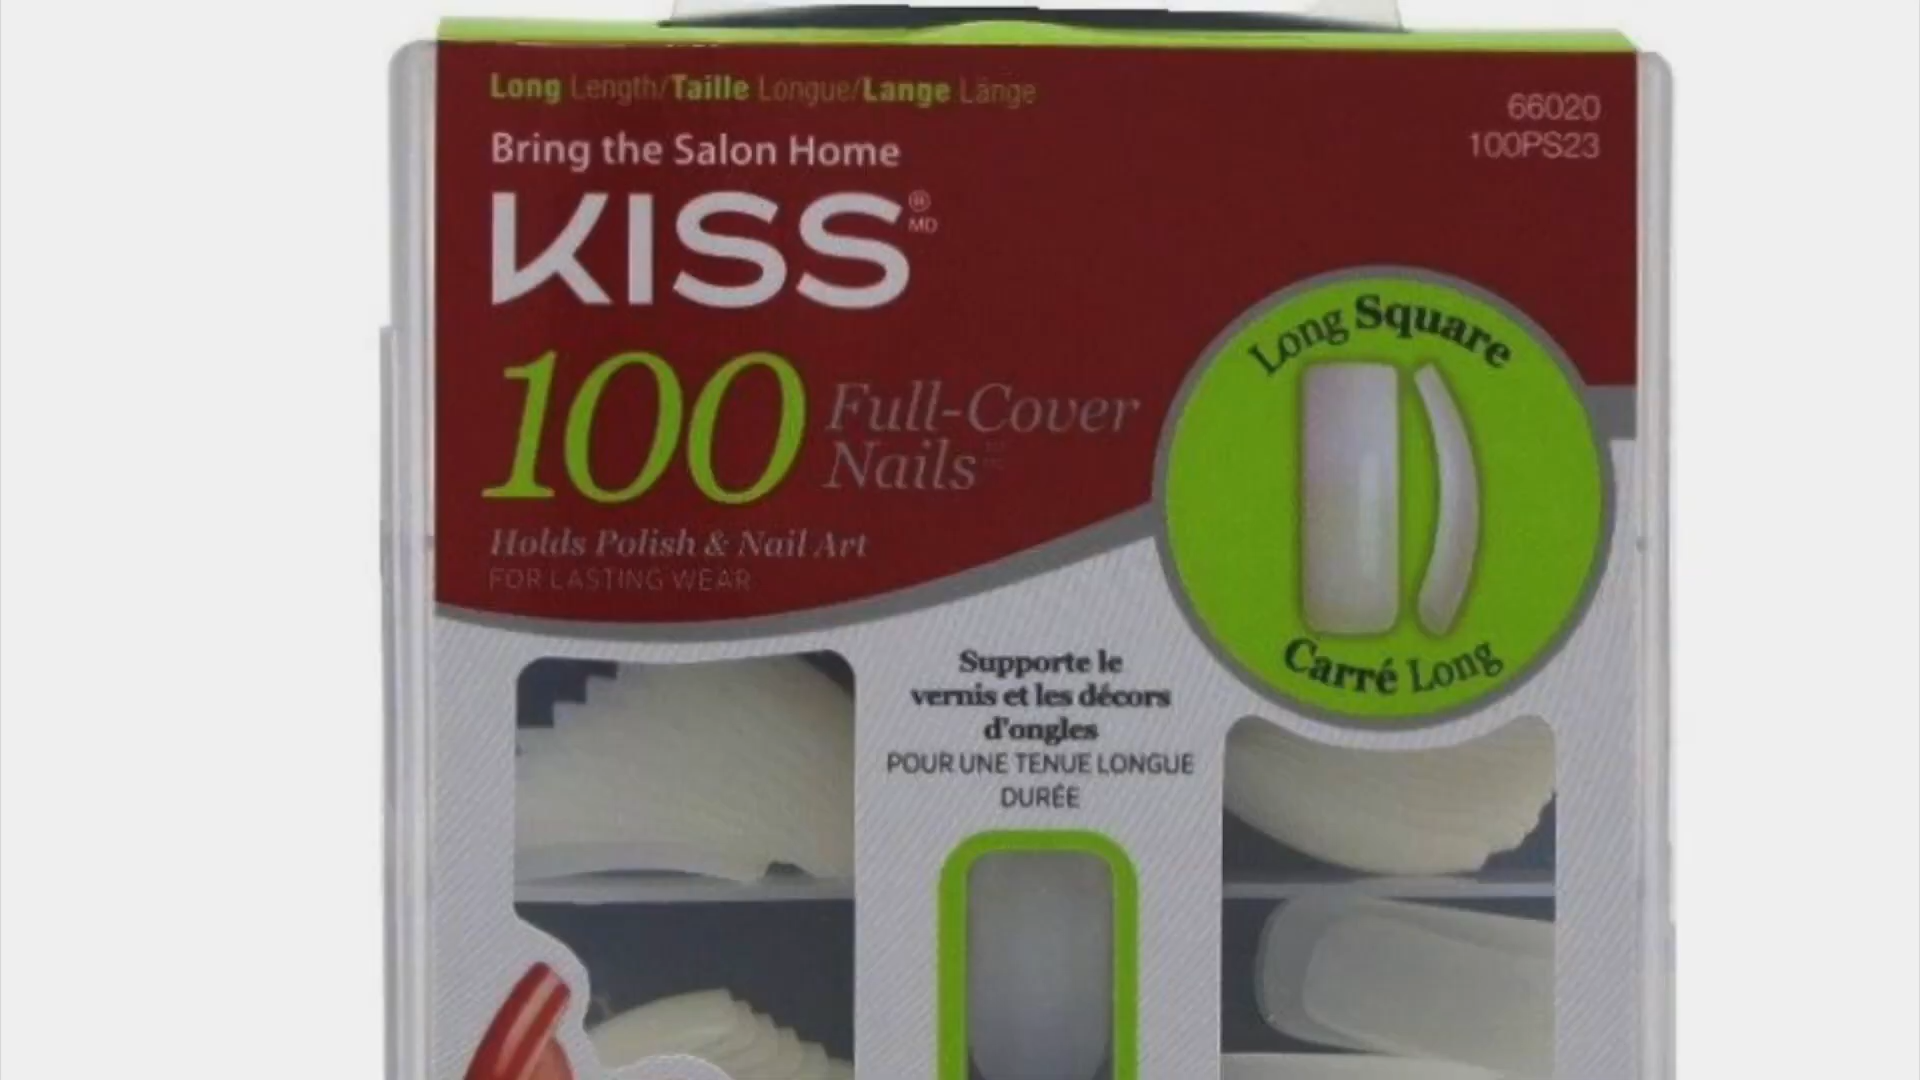 Long Length/Taille Longue/Lange Länge
66020
100PS23
Bring the Salon Home
KISS® MD
100 Full-Cover
Nails
Holds Polish & Nail Art
FOR LASTING WEAR
Long Square
Carré Long
Supporte le
vernis et les décors
d'ongles
POUR UNE TENUE LONGUE
DURÉE